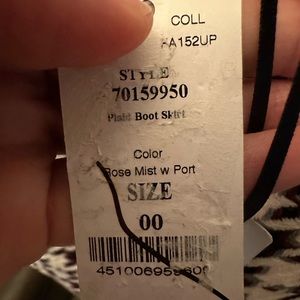 COLL
FA152UP
STYLE
70159950
Plaid Boot Skirt
Color
Rose Mist w Port
SIZE
00